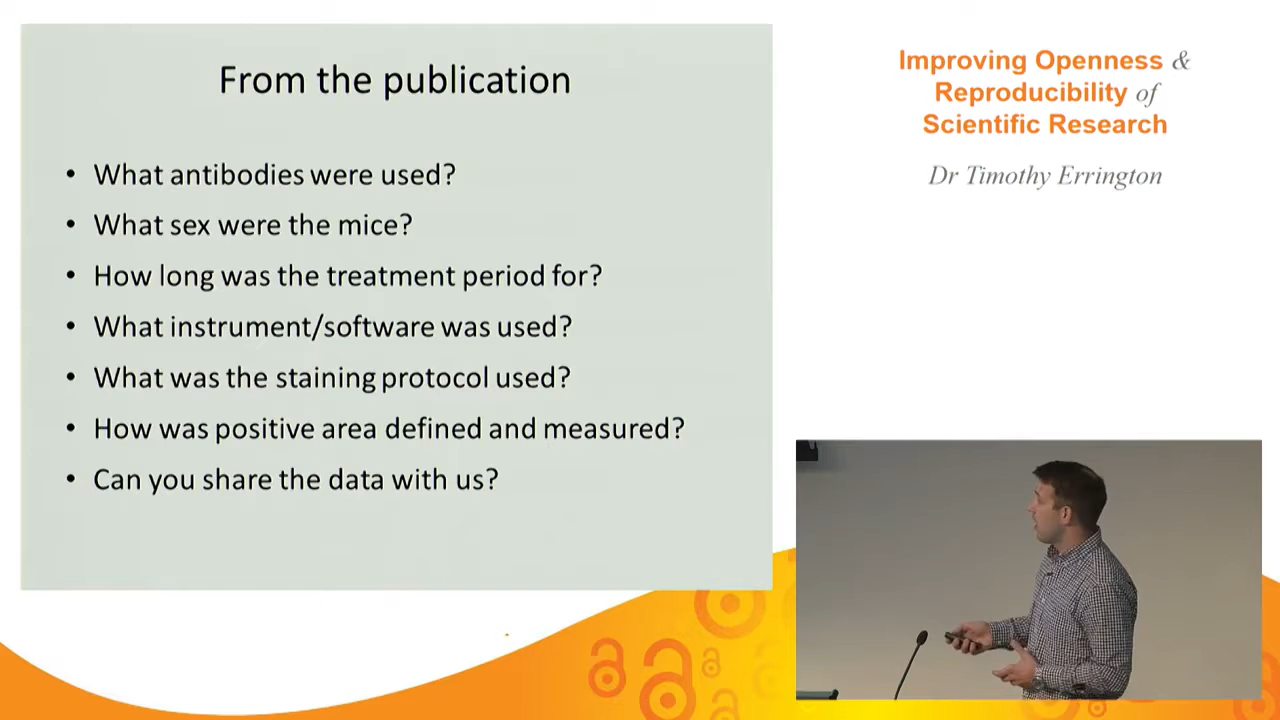 From the publication
• What antibodies were used?
• What sex were the mice?
• How long was the treatment period for?
• What instrument/software was used?
• What was the staining protocol used?
• How was positive area defined and measured?
• Can you share the data with us?
Improving Openness &
Reproducibility of
Scientific Research
Dr Timothy Errington